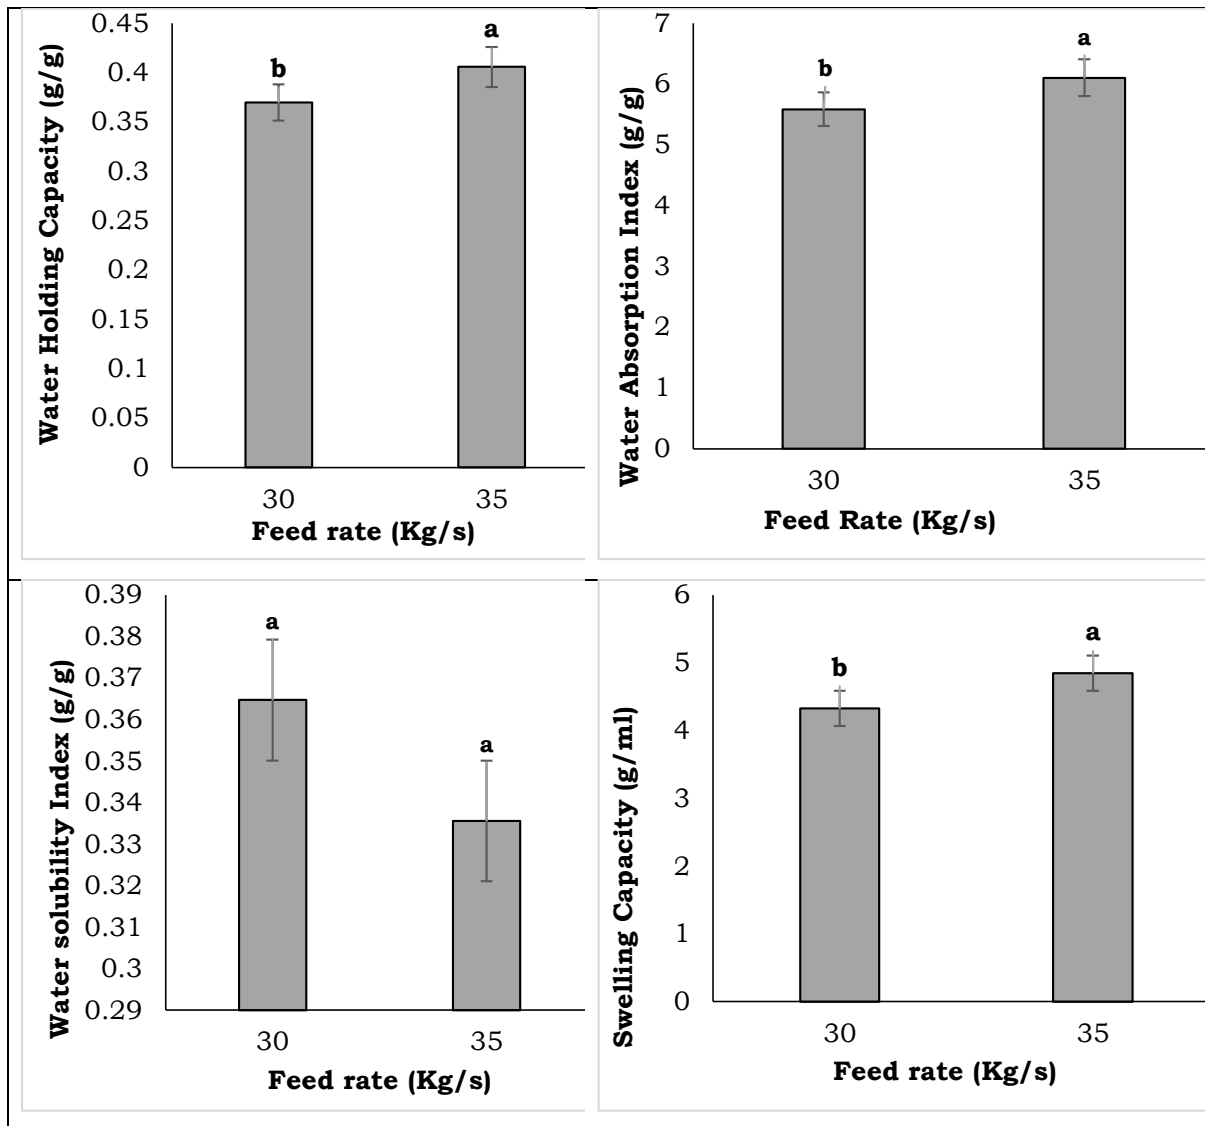 Water Holding Capacity (g/g)
0.45
0.4
0.35
0.3
0.25
0.2
0.15
0.1
0.05
0
b
a
30
35
Feed rate (Kg/s)
Water Absorption Index (g/g)
7
6
5
4
3
2
1
0
b
a
30
35
Feed Rate (Kg/s)
Water solubility Index (g/g)
0.39
0.38
0.37
0.36
0.35
0.34
0.33
0.32
0.31
0.3
0.29
a
a
30
35
Feed rate (Kg/s)
Swelling Capacity (g/ml)
6
5
4
3
2
1
0
b
a
30
35
Feed rate (Kg/s)